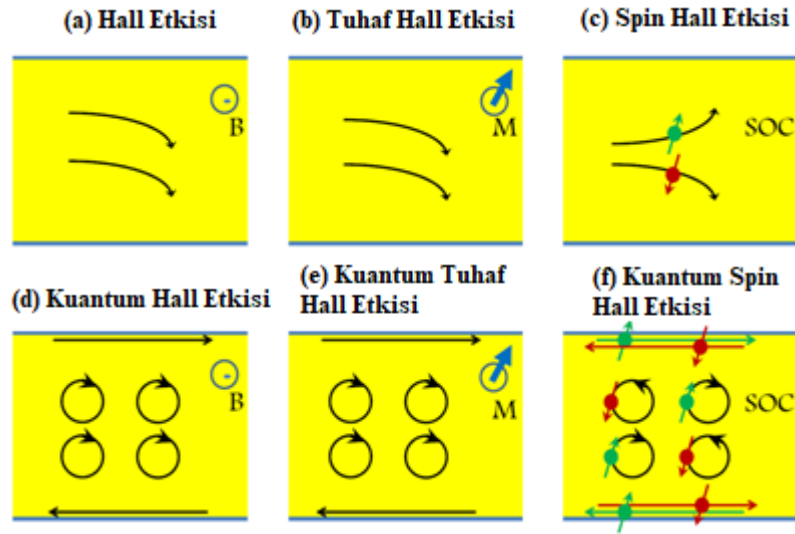 (a) Hall Etkisi
(b) Tuhaf Hall Etkisi
(c) Spin Hall Etkisi
B
M
SOC
(d) Kuantum Hall Etkisi
(e) Kuantum Tuhaf
Hall Etkisi
(f) Kuantum Spin
Hall Etkisi
B
M
SOC